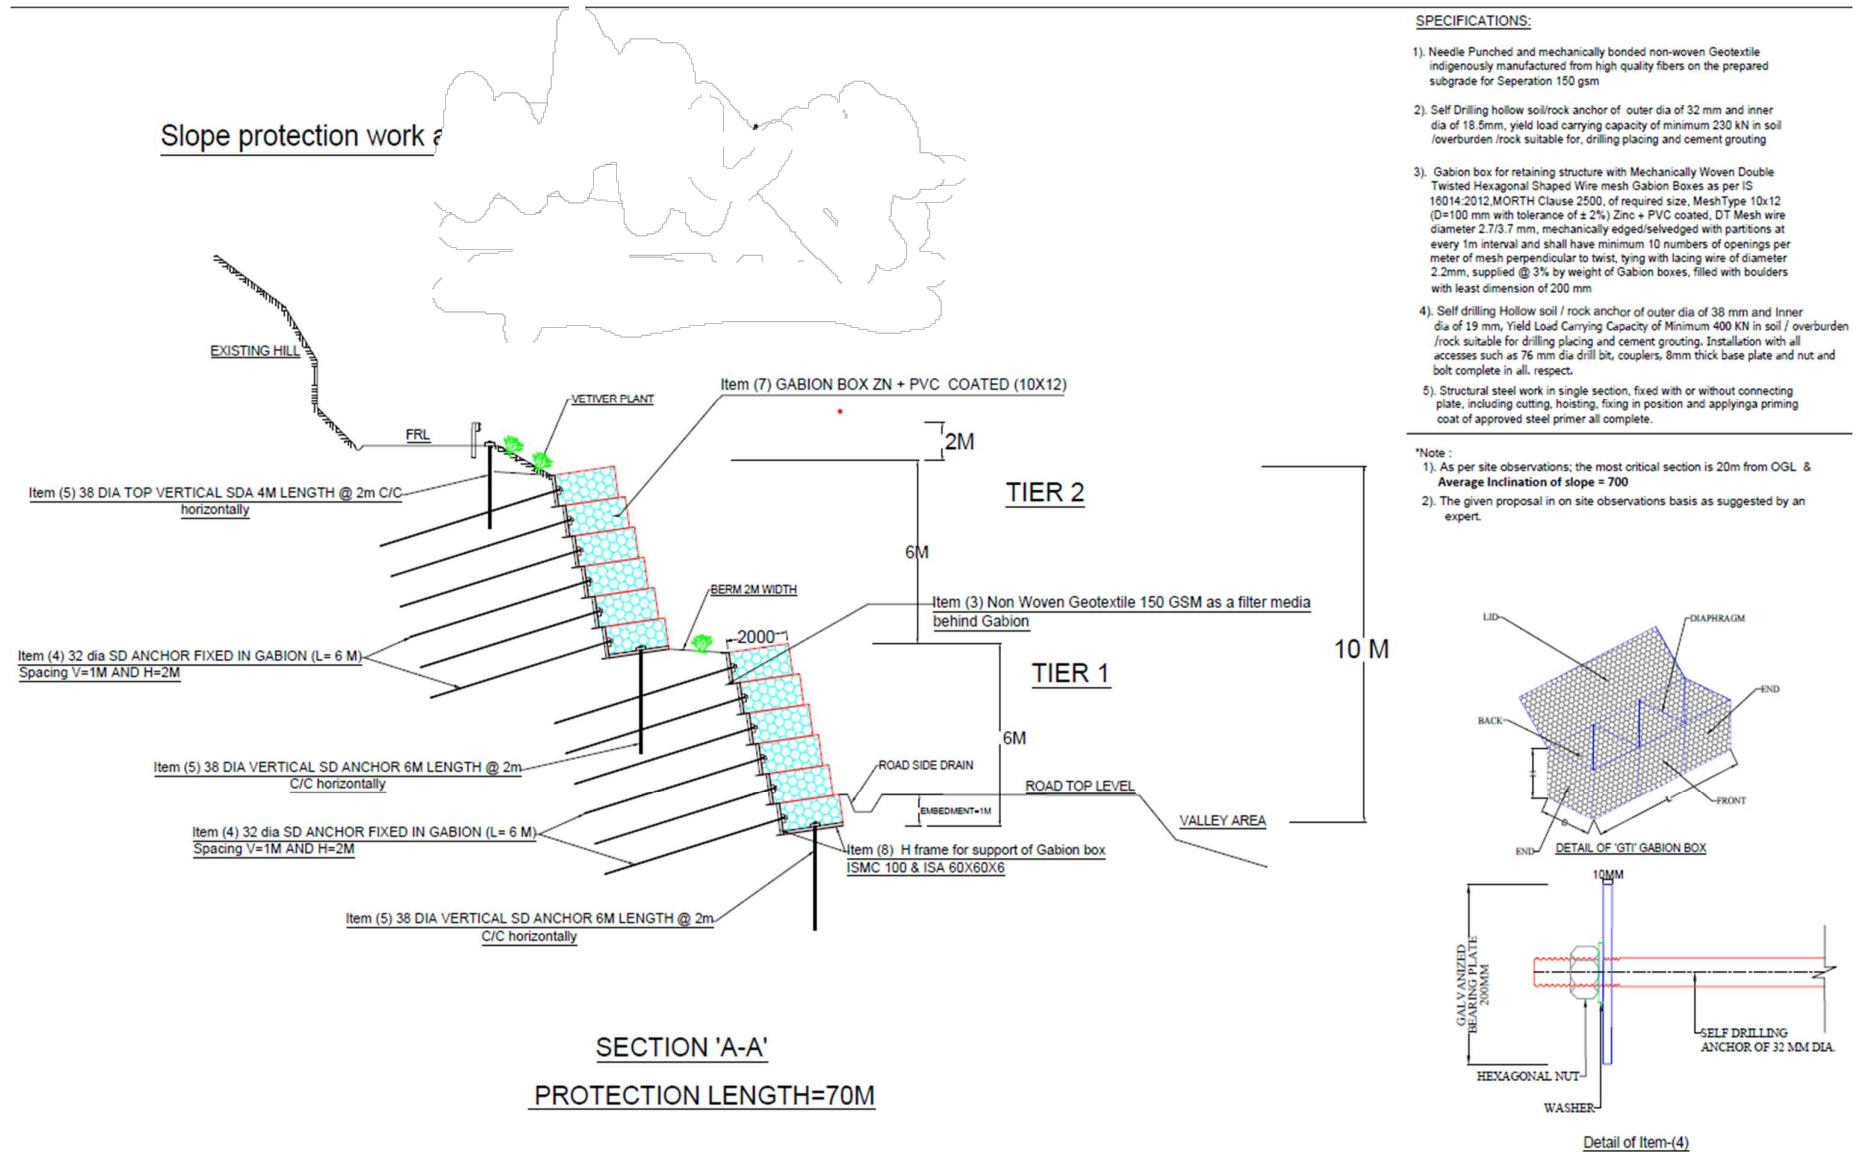 Slope protection work
EXISTING HILL
FRL
VETIVER PLANT
Item (7) GABION BOX ZN + PVC  COATED (10X12)
2M
Item (5) 38 DIA TOP VERTICAL SDA 4M LENGTH @ 2m C/C
horizontally
TIER 2
6M
BERM 2M WIDTH
Item (3) Non Woven Geotextile 150 GSM as a filter media
behind Gabion
2000
10 M
Item (4) 32 dia SD ANCHOR FIXED IN GABION (L= 6 M)
Spacing V=1M AND H=2M
TIER 1
6M
Item (5) 38 DIA VERTICAL SD ANCHOR 6M LENGTH @ 2m
C/C horizontally
ROAD SIDE DRAIN
ROAD TOP LEVEL
EMBEDMENT=1M
VALLEY AREA
Item (4) 32 dia SD ANCHOR FIXED IN GABION (L= 6 M)
Spacing V=1M AND H=2M
Item (8)  H frame for support of Gabion box
ISMC 100 & ISA 60X60X6
Item (5) 38 DIA VERTICAL SD ANCHOR 6M LENGTH @ 2m
C/C horizontally
SECTION 'A-A'
PROTECTION LENGTH=70M
SPECIFICATIONS:
1). Needle Punched and mechanically bonded non-woven Geotextile
indigenously manufactured from high quality fibers on the prepared
subgrade for Seperation 150 gsm
2). Self Drilling hollow soil/rock anchor of  outer dia of 32 mm and inner
dia of 18.5mm, yield load carrying capacity of minimum 230 kN in soil
/overburden /rock suitable for, drilling placing and cement grouting
3).  Gabion box for retaining structure with Mechanically Woven Double
Twisted Hexagonal Shaped Wire mesh Gabion Boxes as per IS
16014:2012,MORTH Clause 2500, of required size, MeshType 10x12
(D=100 mm with tolerance of ± 2%) Zinc + PVC coated, DT Mesh wire
diameter 2.7/3.7 mm, mechanically edged/selvedged with partitions at
every 1m interval and shall have minimum 10 numbers of openings per
meter of mesh perpendicular to twist, tying with lacing wire of diameter
2.2mm, supplied @ 3% by weight of Gabion boxes, filled with boulders
with least dimension of 200 mm
4). Self drilling Hollow soil / rock anchor of outer dia of 38 mm and Inner
dia of 19 mm, Yield Load Carrying Capacity of Minimum 400 KN in soil / overburden
/rock suitable for drilling placing and cement grouting. Installation with all
accesses such as 76 mm dia drill bit, couplers, 8mm thick base plate and nut and
bolt complete in all. respect.
5). Structural steel work in single section, fixed with or without connecting
plate, including cutting, hoisting, fixing in position and applyinga priming
coat of approved steel primer all complete.
*Note :
1). As per site observations; the most critical section is 20m from OGL  &
Average Inclination of slope = 700
2). The given proposal in on site observations basis as suggested by an
expert.
LID
DIAPHRAGM
END
BACK
H
FRONT
L
D
END
DETAIL OF 'GTI' GABION BOX
10MM
GALVANIZED
BEARING PLATE
200MM
SELF DRILLING
ANCHOR OF 32 MM DIA.
HEXAGONAL NUT
WASHER
Detail of Item-(4)